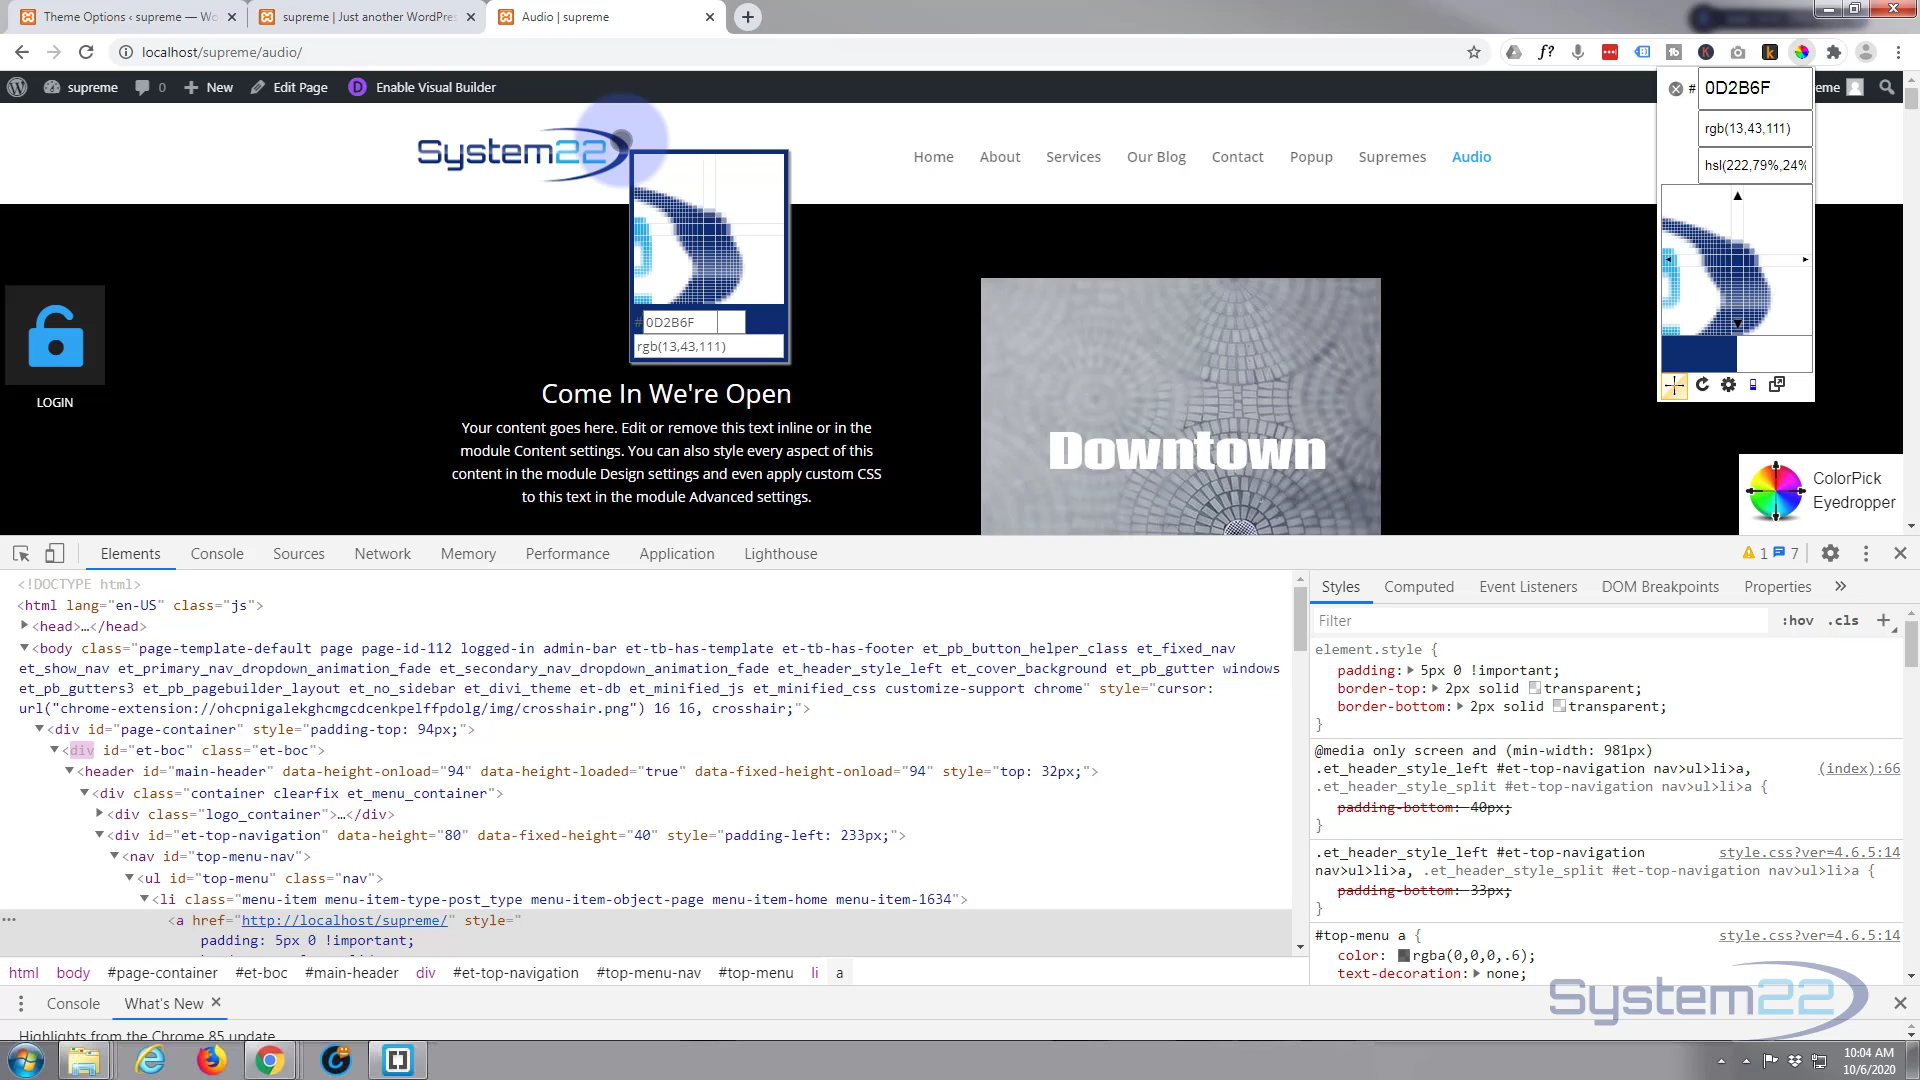 Theme Options ‹ supreme — Wo
supreme | Just another WordPres
Audio | supreme
localhost/supreme/audio/
supreme
0
New
Enable Visual Builder
eme
# 0D2B6F
rgb(13,43,111)
hsl(222,79%,24%
System22
Home
About
Services
Our Blog
Contact
Popup
Supremes
Audio
# 0D2B6F
rgb(13,43,111)
LOGIN
Come In We're Open
Your content goes here. Edit or remove this text inline or in the
module Content settings. You can also style every aspect of this
content in the module Design settings and even apply custom CSS
to this text in the module Advanced settings.
Downtown
ColorPick
Eyedropper
Elements
Console
Sources
Network
Memory
Performance
Application
Lighthouse
1
7
<!DOCTYPE html>
<html lang="en-US" class="js">
<head>…</head>
<body class="page-template-default page page-id-112 logged-in admin-bar et-tb-has-template et-tb-has-footer et_pb_button_helper_class et_fixed_nav
et_show_nav et_primary_nav_dropdown_animation_fade et_secondary_nav_dropdown_animation_fade et_header_style_left et_cover_background et_pb_gutter windows
et_pb_gutters3 et_pb_pagebuilder_layout et_no_sidebar et_divi_theme et-db et_minified_js et_minified_css customize-support chrome" style="cursor:
url("chrome-extension://ohcpnigalekghcmgcdcenkpelffpdolg/img/crosshair.png") 16 16, crosshair;">
<div id="page-container" style="padding-top: 94px;">
<div id="et-boc" class="et-boc">
<header id="main-header" data-height-onload="94" data-height-loaded="true" data-fixed-height-onload="94" style="top: 32px;">
<div class="container clearfix et_menu_container">
<div class="logo_container">…</div>
<div id="et-top-navigation" data-height="80" data-fixed-height="40" style="padding-left: 233px;">
<nav id="top-menu-nav">
<ul id="top-menu" class="nav">
<li class="menu-item menu-item-type-post_type menu-item-object-page menu-item-home menu-item-1634">
<a href="http://localhost/supreme/" style="
padding: 5px 0 !important;
html body #page-container #et-boc #main-header div #et-top-navigation #top-menu-nav #top-menu li a
Styles
Computed
Event Listeners
DOM Breakpoints
Properties
Filter
:hov .cls
element.style {
padding: 5px 0 !important;
border-top: 2px solid transparent;
border-bottom: 2px solid transparent;
}
@media only screen and (min-width: 981px)
.et_header_style_left #et-top-navigation nav>ul>li>a, (index):66
.et_header_style_split #et-top-navigation nav>ul>li>a {
padding-bottom: 40px;
}
.et_header_style_left #et-top-navigation style.css?ver=4.6.5:14
nav>ul>li>a, .et_header_style_split #et-top-navigation nav>ul>li>a {
padding-bottom: 33px;
}
#top-menu a { style.css?ver=4.6.5:14
color: rgba(0,0,0,.6);
text-decoration: none;
Console
What's New
Highlights from the Chrome 85 update
System22
10:04 AM
10/6/2020